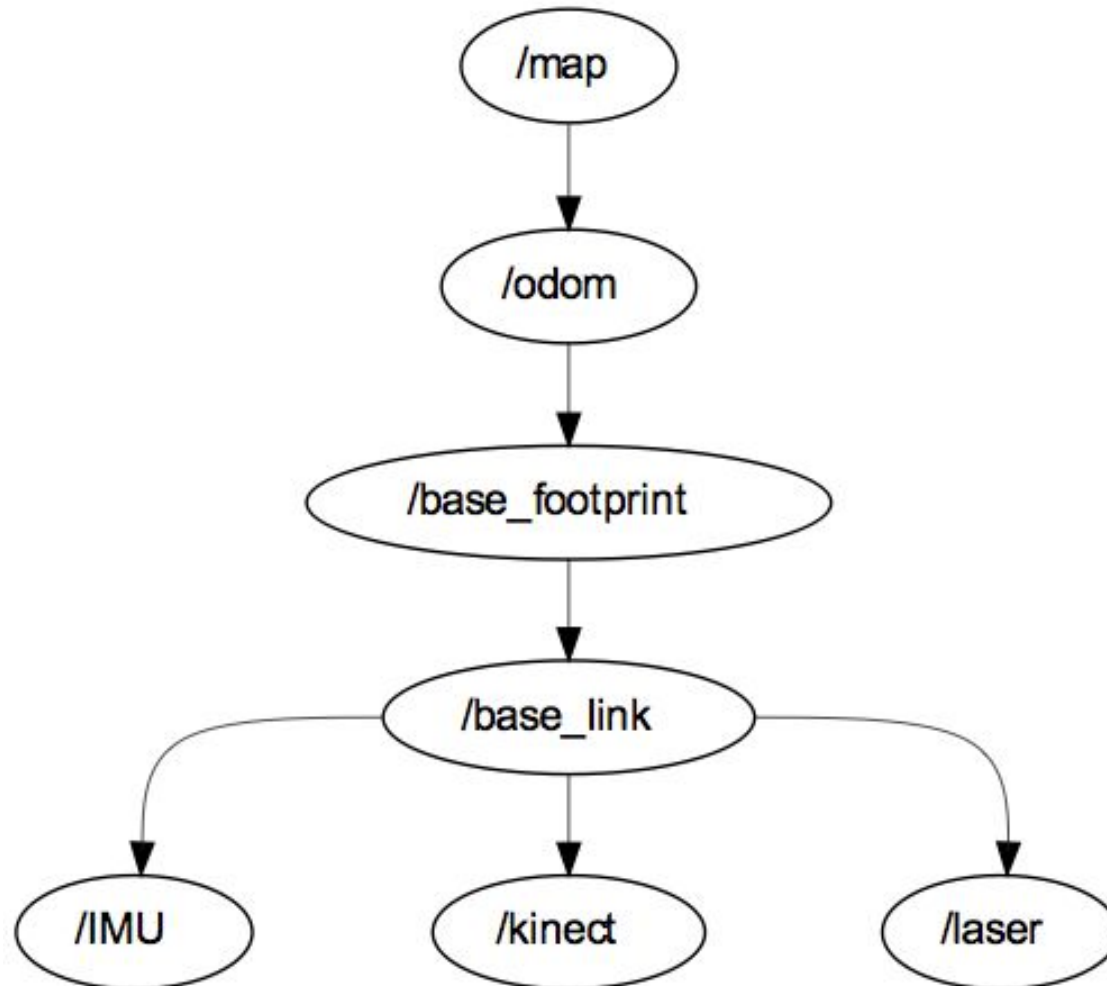 /map
/odom
/base_footprint
/base_link
/IMU
/kinect
/laser